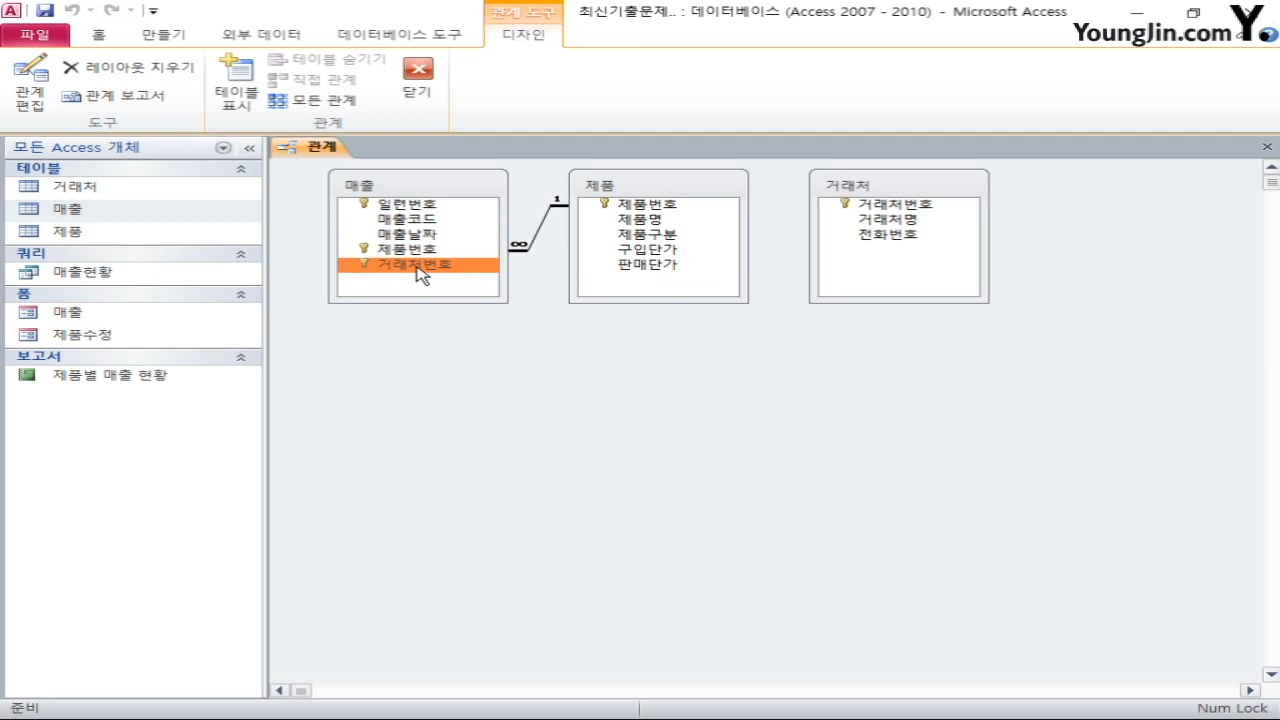 관계 도구
최신기출문제.. : 데이터베이스 (Access 2007 - 2010) - Microsoft Access
YoungJin.com Y.
파일 홈 만들기 외부 데이터 데이터베이스 도구 디자인
관계
편집
레이아웃 지우기
관계 보고서
도구
테이블
표시
테이블 숨기기
직접 관계
모든 관계
관계
닫기
모든 Access 개체
테이블
거래처
매출
제품
쿼리
매출현황
폼
매출
제품수정
보고서
제품별 매출 현황
관계
매출
일련번호
매출코드
매출날짜
제품번호
거래처번호
∞
1
제품
제품번호
제품명
제품구분
구입단가
판매단가
거래처
거래처번호
거래처명
전화번호
준비
Num Lock